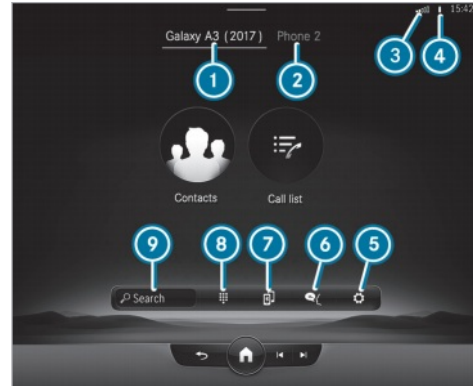 15:42
Galaxy A3 (2017) Phone 2
3 4
1 2
Contacts Call list
9 8 7 6 5
Search